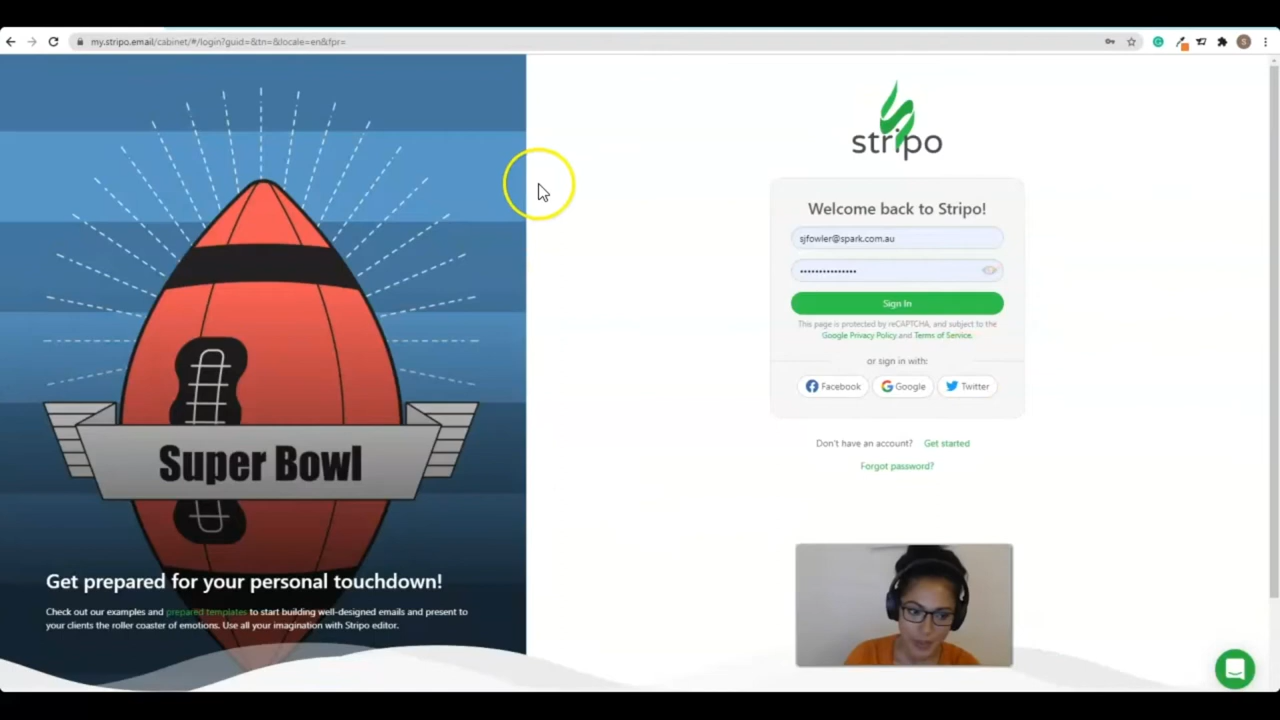 my.stripo.email/cabinet/#/login?guid=&tn=&locale=en&fpr=
S
stripo
Welcome back to Stripo!
sjfowler@spark.com.au
Sign In
This page is protected by reCAPTCHA, and subject to the
Google Privacy Policy and Terms of Service.
or sign in with:
Facebook
Google
Twitter
Don't have an account? Get started
Forgot password?
Super Bowl
Get prepared for your personal touchdown!
Check out our examples and prepared templates to start building well-designed emails and present to
your clients the roller coaster of emotions. Use all your imagination with Stripo editor.